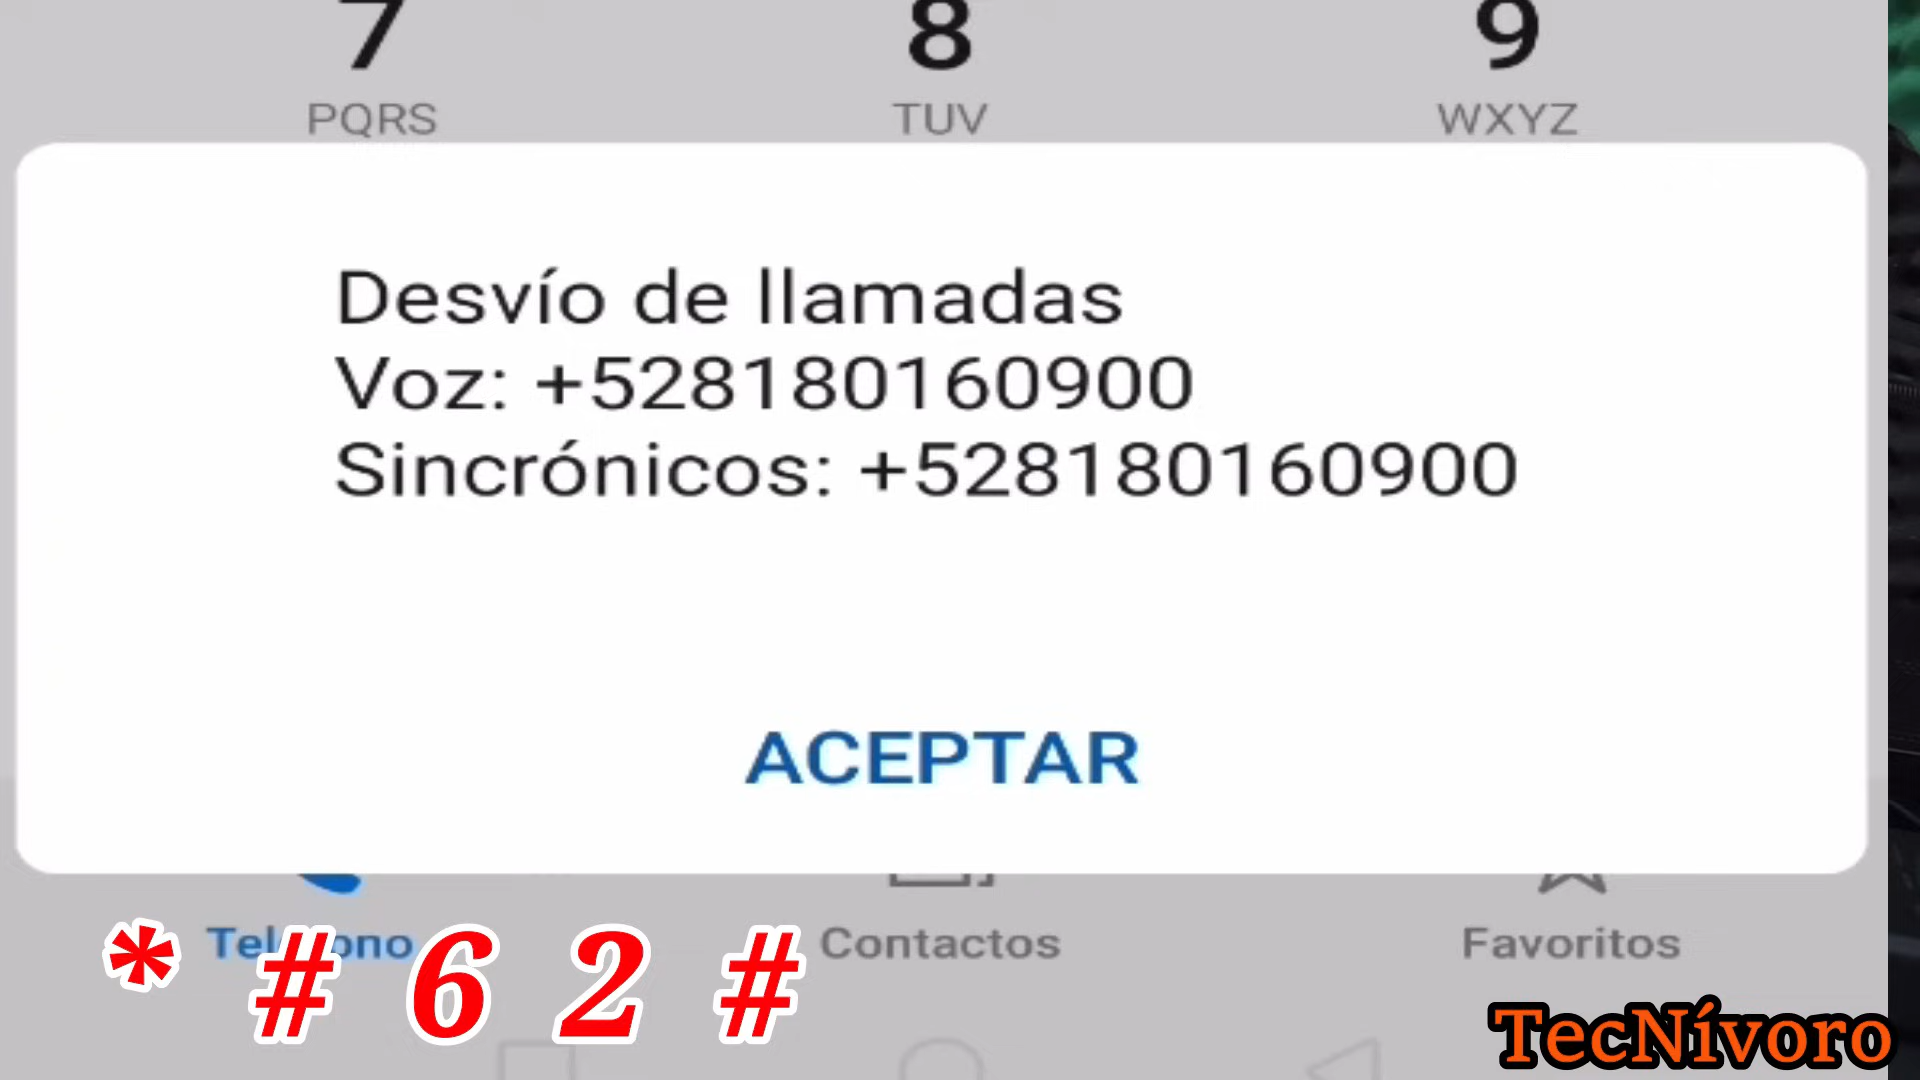 7 8 9
PQRS TUV WXYZ
Desvío de llamadas
Voz: +528180160900
Sincrónicos: +528180160900
ACEPTAR
Teléfono Contactos Favoritos
* # 6 2 #
TecNívoro